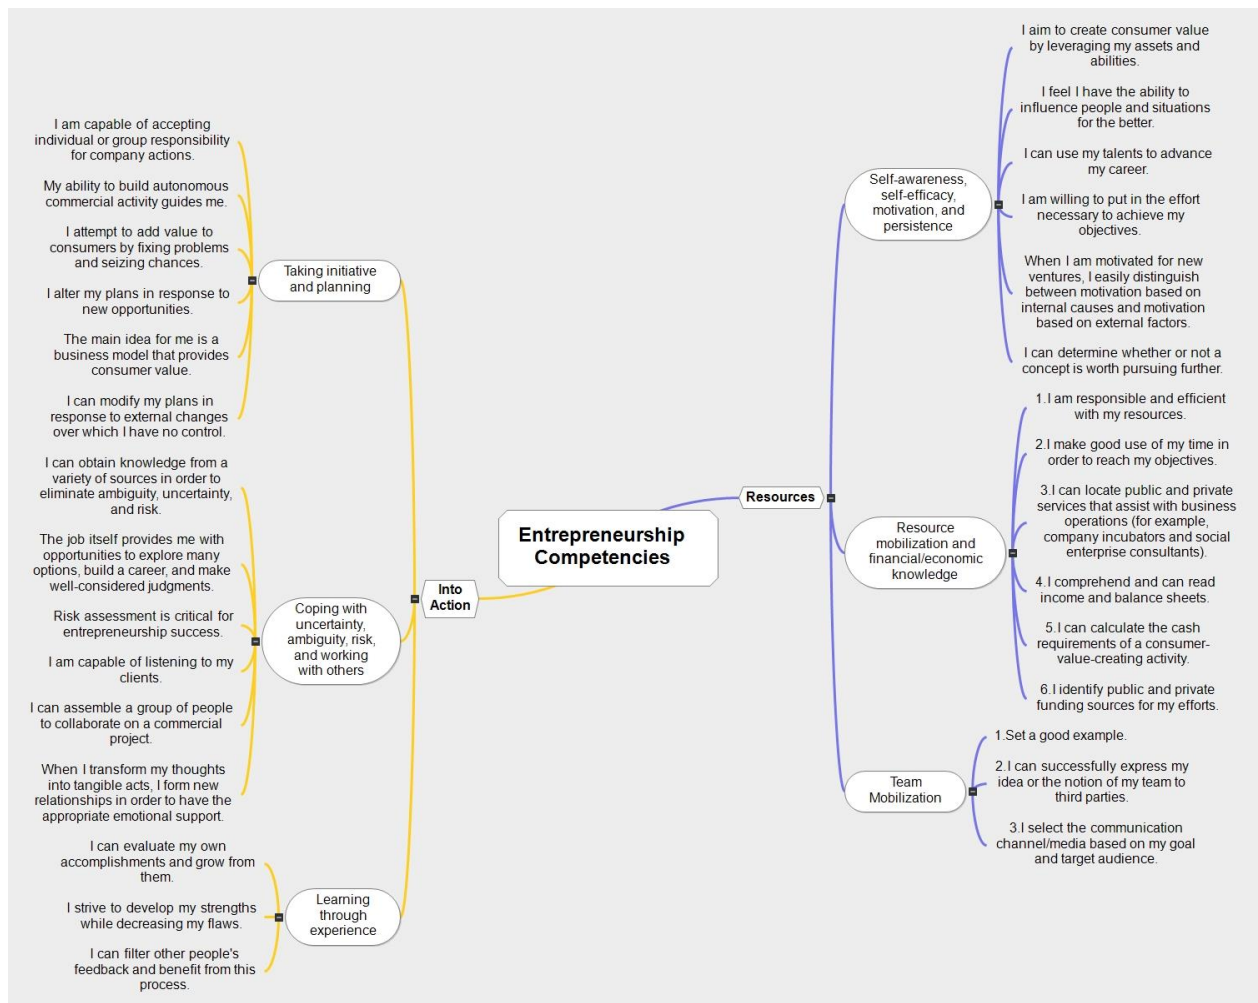 Entrepreneurship
Competencies
Resources
Self-awareness,
self-efficacy,
motivation, and
persistence
I aim to create consumer value
by leveraging my assets and
abilities.
I feel I have the ability to
influence people and situations
for the better.
I can use my talents to advance
my career.
I am willing to put in the effort
necessary to achieve my
objectives.
When I am motivated for new
ventures, I easily distinguish
between motivation based on
internal causes and motivation
based on external factors.
I can determine whether or not a
concept is worth pursuing further.
Resource
mobilization and
financial/economic
knowledge
1.I am responsible and efficient
with my resources.
2.I make good use of my time in
order to reach my objectives.
3.I can locate public and private
services that assist with business
operations (for example,
company incubators and social
enterprise consultants).
4.I comprehend and can read
income and balance sheets.
5.I can calculate the cash
requirements of a consumer-
value-creating activity.
6.I identify public and private
funding sources for my efforts.
Team
Mobilization
1.Set a good example.
2.I can successfully express my
idea or the notion of my team to
third parties.
3.I select the communication
channel/media based on my goal
and target audience.
Into
Action
Taking initiative
and planning
I am capable of accepting
individual or group responsibility
for company actions.
My ability to build autonomous
commercial activity guides me.
I attempt to add value to
consumers by fixing problems
and seizing chances.
I alter my plans in response to
new opportunities.
The main idea for me is a
business model that provides
consumer value.
I can modify my plans in
response to external changes
over which I have no control.
Coping with
uncertainty,
ambiguity, risk,
and working
with others
I can obtain knowledge from a
variety of sources in order to
eliminate ambiguity, uncertainty,
and risk.
The job itself provides me with
opportunities to explore many
options, build a career, and make
well-considered judgments.
Risk assessment is critical for
entrepreneurship success.
I am capable of listening to my
clients.
I can assemble a group of people
to collaborate on a commercial
project.
When I transform my thoughts
into tangible acts, I form new
relationships in order to have the
appropriate emotional support.
Learning
through
experience
I can evaluate my own
accomplishments and grow from
them.
I strive to develop my strengths
while decreasing my flaws.
I can filter other people's
feedback and benefit from this
process.